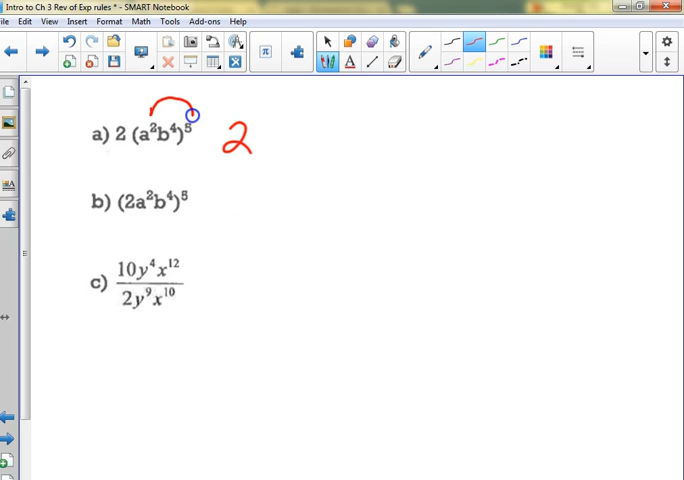 Intro to Ch 3 Rev of Exp rules * - SMART Notebook
Edit View Insert Format Math Tools Add-ons Help
a) 2 (a²b⁴)⁵ 2
b) (2a²b⁴)⁵
c) 10y⁴x¹²
2y⁹x¹⁰